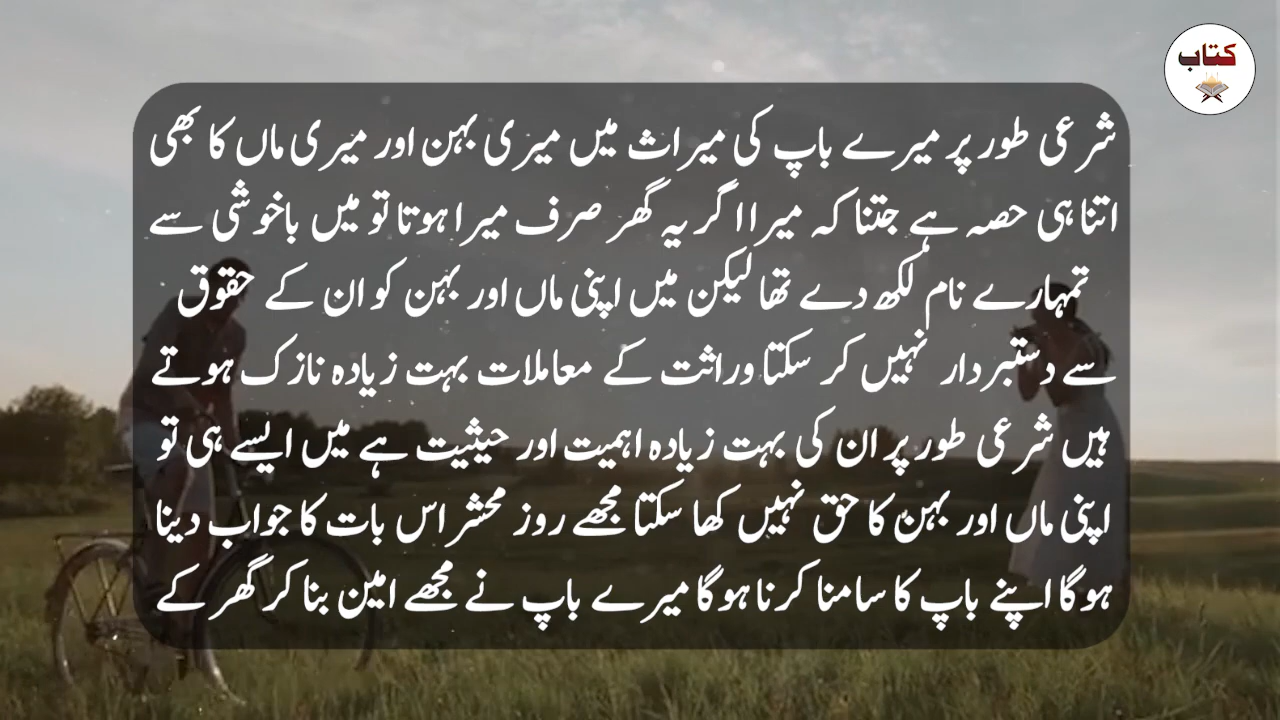 کتاب
شرعی طور پر میرے باپ کی میراث میں میری بہن اور میری ماں کا بھی
اتنا ہی حصہ ہے جتنا کہ میرا اگر یہ گھر صرف میرا ہوتا تو میں باخوشی سے
تمہارے نام لکھ دے تھا لیکن میں اپنی ماں اور بہن کو ان کے حقوق
سے دستبردار نہیں کر سکتا وراثت کے معاملات بہت زیادہ نازک ہوتے
ہیں شرعی طور پر ان کی بہت زیادہ اہمیت اور حیثیت ہے میں ایسے ہی تو
اپنی ماں اور بہن کا حق نہیں کھا سکتا مجھے روز محشر اس بات کا جواب دینا
ہوگا اپنے باپ کا سامنا کرنا ہوگا میرے باپ نے مجھے امین بنا کر گھر کے